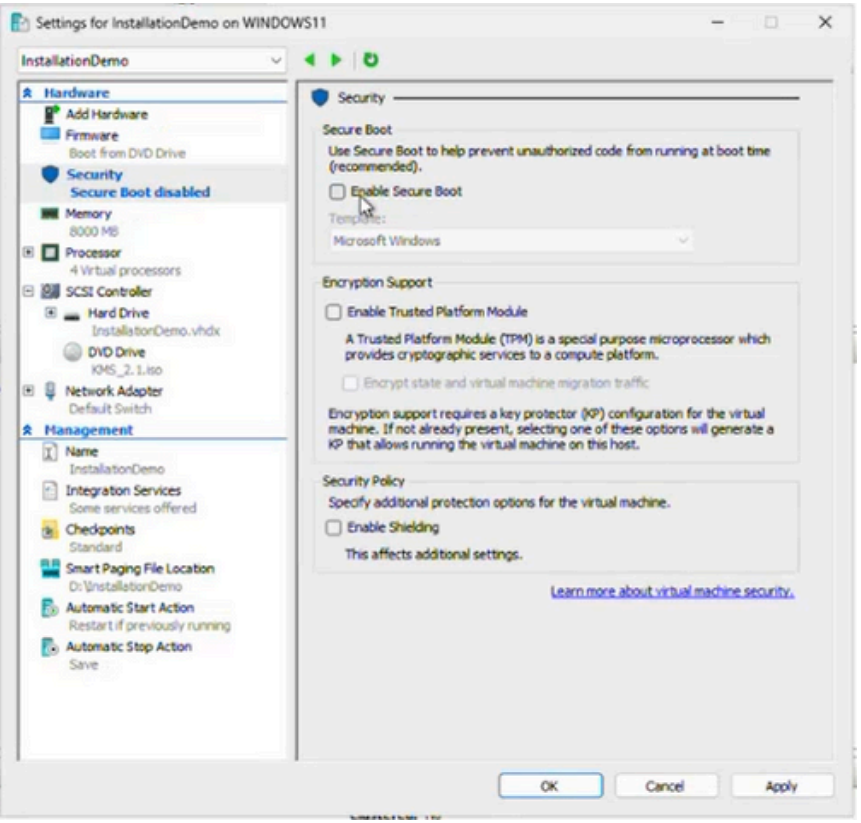 Settings for InstallationDemo on WINDOWS11
InstallationDemo
Hardware
Add Hardware
Firmware
Boot from DVD Drive
Security
Secure Boot disabled
Memory
8000 MB
Processor
4 Virtual processors
SCSI Controller
Hard Drive
InstallationDemo.vhdx
DVD Drive
KMS_2.1.iso
Network Adapter
Default Switch
Management
Name
InstallationDemo
Integration Services
Some services offered
Checkpoints
Standard
Smart Paging File Location
D:\InstallationDemo
Automatic Start Action
Restart if previously running
Automatic Stop Action
Save
Security
Secure Boot
Use Secure Boot to help prevent unauthorized code from running at boot time
(recommended).
Enable Secure Boot
Template:
Microsoft Windows
Encryption Support
Enable Trusted Platform Module
A Trusted Platform Module (TPM) is a special purpose microprocessor which
provides cryptographic services to a compute platform.
Encrypt state and virtual machine migration traffic
Encryption support requires a key protector (KP) configuration for the virtual
machine. If not already present, selecting one of these options will generate a
KP that allows running the virtual machine on this host.
Security Policy
Specify additional protection options for the virtual machine.
Enable Shielding
This affects additional settings.
Learn more about virtual machine security.
OK
Cancel
Apply